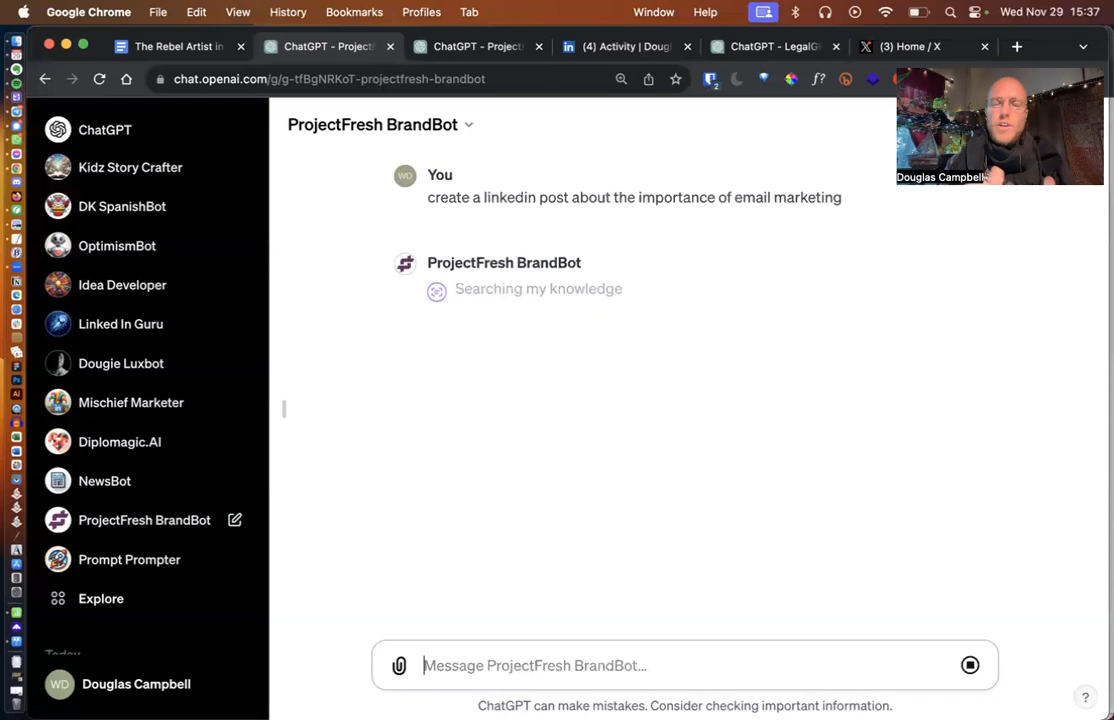 Google Chrome File Edit View History Bookmarks Profiles Tab Window Help Wed Nov 29 15:37
The Rebel Artist in
ChatGPT - Project
ChatGPT - Project
(4) Activity | Doug
ChatGPT - LegalG
(3) Home / X
chat.openai.com/g/g-tfBgNRKoT-projectfresh-brandbot
Douglas Campbell
ChatGPT
Kidz Story Crafter
DK SpanishBot
OptimismBot
Idea Developer
Linked In Guru
Dougie Luxbot
Mischief Marketer
Diplomagic.AI
NewsBot
ProjectFresh BrandBot
Prompt Prompter
Explore
Today
WD Douglas Campbell
ProjectFresh BrandBot
WD You
create a linkedin post about the importance of email marketing
ProjectFresh BrandBot
Searching my knowledge
Message ProjectFresh BrandBot...
ChatGPT can make mistakes. Consider checking important information.
?